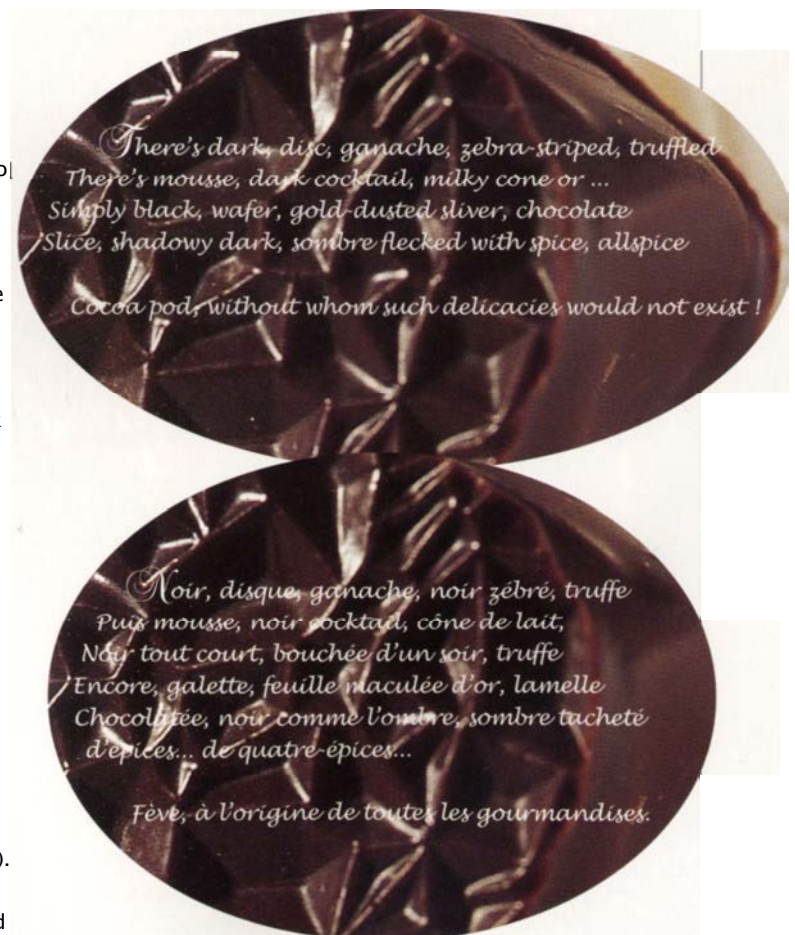 There's dark, disc, ganache, zebra-striped, truffled
There's mousse, dark cocktail, milky cone or ...
Simply black, wafer, gold-dusted sliver, chocolate
Slice, shadowy dark, sombre flecked with spice, allspice
Cocoa pod, without whom such delicacies would not exist !
Noir, disque, ganache, noir zébré, truffe
Puis mousse, noir cocktail, cône de lait,
Noir tout court, bouchée d'un soir, truffe
Encore, galette, feuille maculée d'or, lamelle
Chocolatée, noir comme l'ombre, sombre tacheté
d'épices... de quatre-épices...
Fève, à l'origine de toutes les gourmandises.